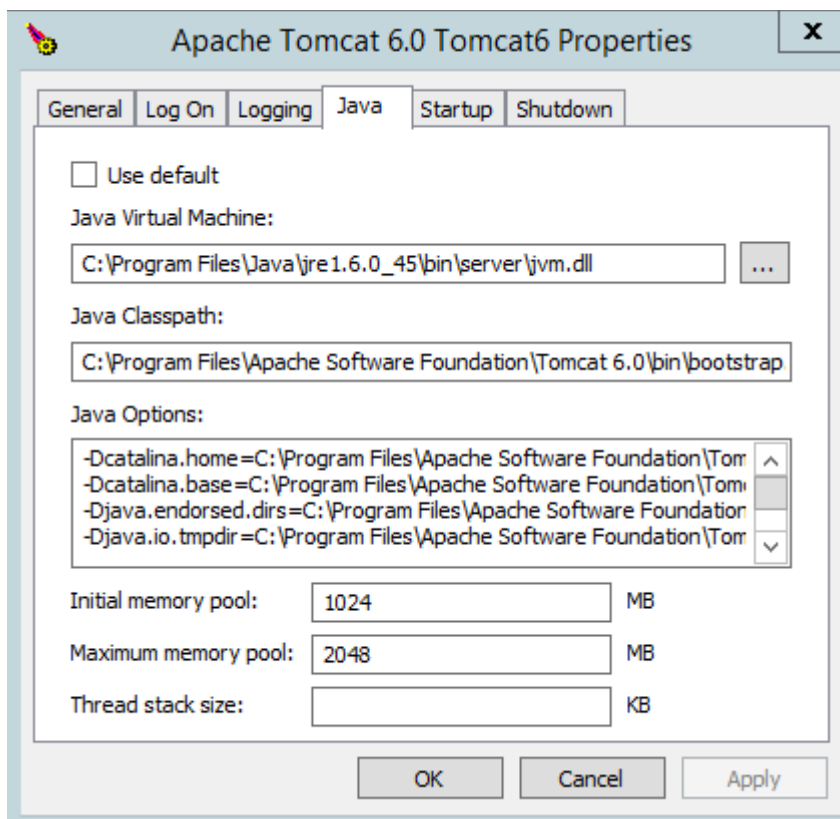 Apache Tomcat 6.0 Tomcat6 Properties
x
General Log On Logging Java Startup Shutdown
Use default
Java Virtual Machine:
C:\Program Files\Java\jre1.6.0_45\bin\server\jvm.dll
...
Java Classpath:
C:\Program Files\Apache Software Foundation\Tomcat 6.0\bin\bootstrap.
Java Options:
-Dcatalina.home=C:\Program Files\Apache Software Foundation\Tom
-Dcatalina.base=C:\Program Files\Apache Software Foundation\Tom
-Djava.endorsed.dirs=C:\Program Files\Apache Software Foundation
-Djava.io.tmpdir=C:\Program Files\Apache Software Foundation\Tom
Initial memory pool: 1024 MB
Maximum memory pool: 2048 MB
Thread stack size: KB
OK Cancel Apply